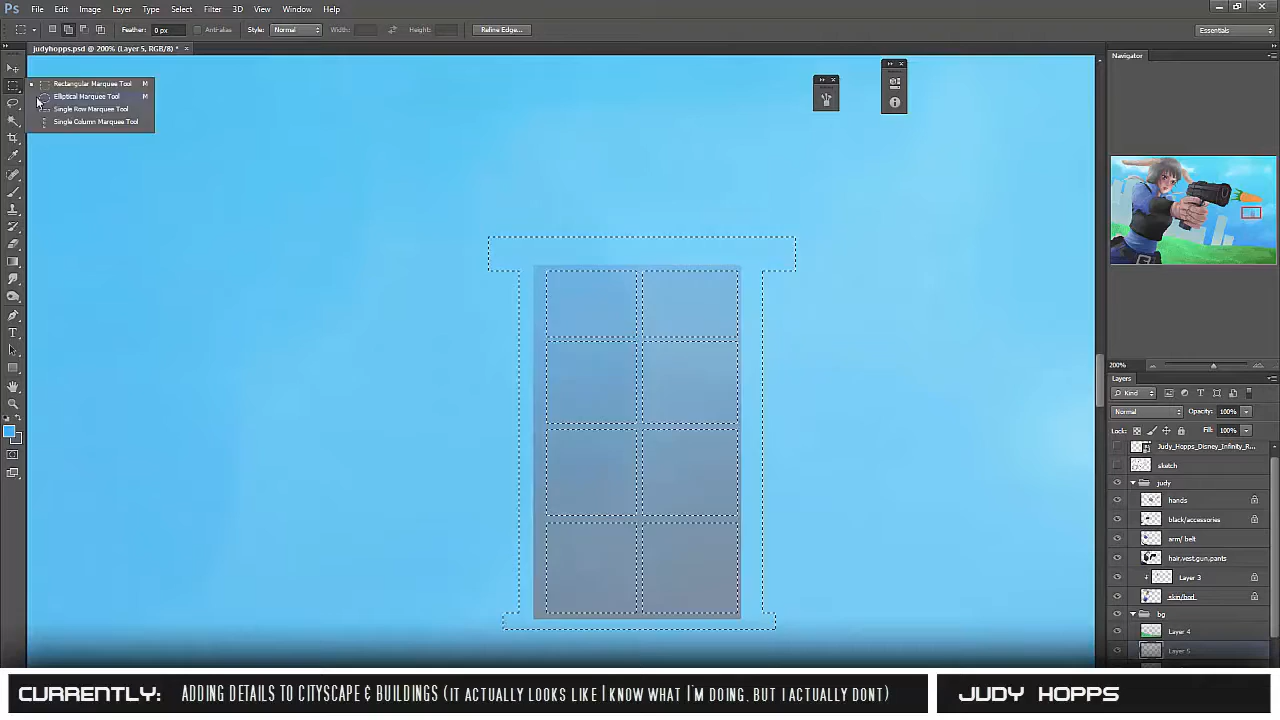 Ps File Edit Image Layer Type Select Filter 3D View Window Help
Feather: 0 px Anti-alias Style: Normal Width: Height: Refine Edge... Essentials
judyhopps.psd @ 200% (Layer 5, RGB/8) * ×
Navigator
Rectangular Marquee Tool M
Elliptical Marquee Tool M
Single Row Marquee Tool
Single Column Marquee Tool
200%
Layers
Kind
Normal Opacity: 100%
Lock: Fill: 100%
Judy_Hopps_Disney_Infinity_R...
sketch
judy
hands
black/accessories
arm/ belt
hair,vest,gun,pants
Layer 3
skin/bod
bg
Layer 4
Layer 5
CURRENTLY: ADDING DETAILS TO CITYSCAPE & BUILDINGS (IT ACTUALLY LOOKS LIKE I KNOW WHAT I'M DOING, BUT I ACTUALLY DONT)
JUDY HOPPS